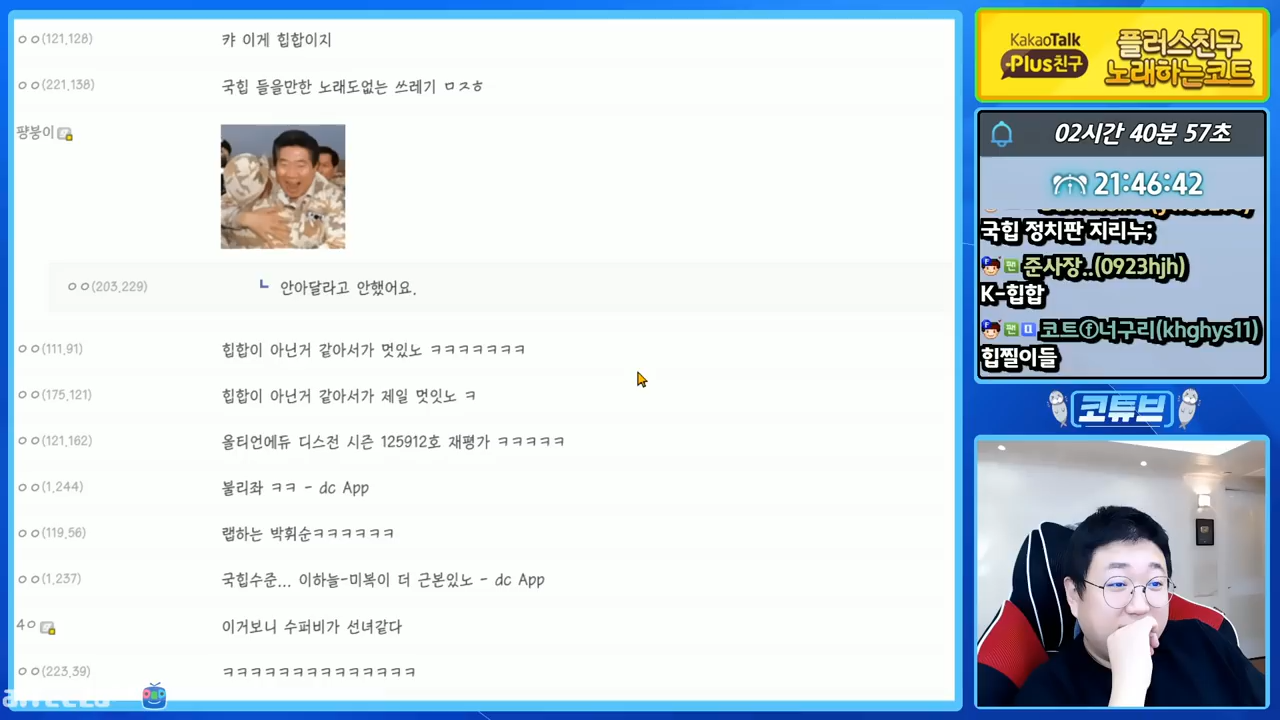 ㅇㅇ(121.128) 캬 이게 힙합이지
ㅇㅇ(221.138) 국힙 들을만한 노래도없는 쓰레기 ㅁㅈㅎ
퍙붕이
ㅇㅇ(203.229) 안아달라고 안했어요.
ㅇㅇ(111.91) 힙합이 아닌거 같아서가 멋있노 ㅋㅋㅋㅋㅋㅋㅋ
ㅇㅇ(175.121) 힙합이 아닌거 같아서가 제일 멋잇노 ㅋ
ㅇㅇ(121.162) 올티언에듀 디스전 시즌 125912호 재평가 ㅋㅋㅋㅋㅋ
ㅇㅇ(1.244) 불리좌 ㅋㅋ - dc App
ㅇㅇ(119.56) 랩하는 박휘순ㅋㅋㅋㅋㅋㅋ
ㅇㅇ(1.237) 국힙수준... 이하늘-미복이 더 근본있노 - dc App
4ㅇ 이거보니 수퍼비가 선녀같다
ㅇㅇ(223.39) ㅋㅋㅋㅋㅋㅋㅋㅋㅋㅋㅋㅋㅋㅋ
KakaoTalk
Plus친구
플러스친구
노래하는코트
02시간 40분 57초
21:46:42
국힙 정치판 지리누;
팬 준사장..(0923hjh)
K-힙합
팬 코트ⓕ너구리(khghys11)
힙찔이들
코튜브